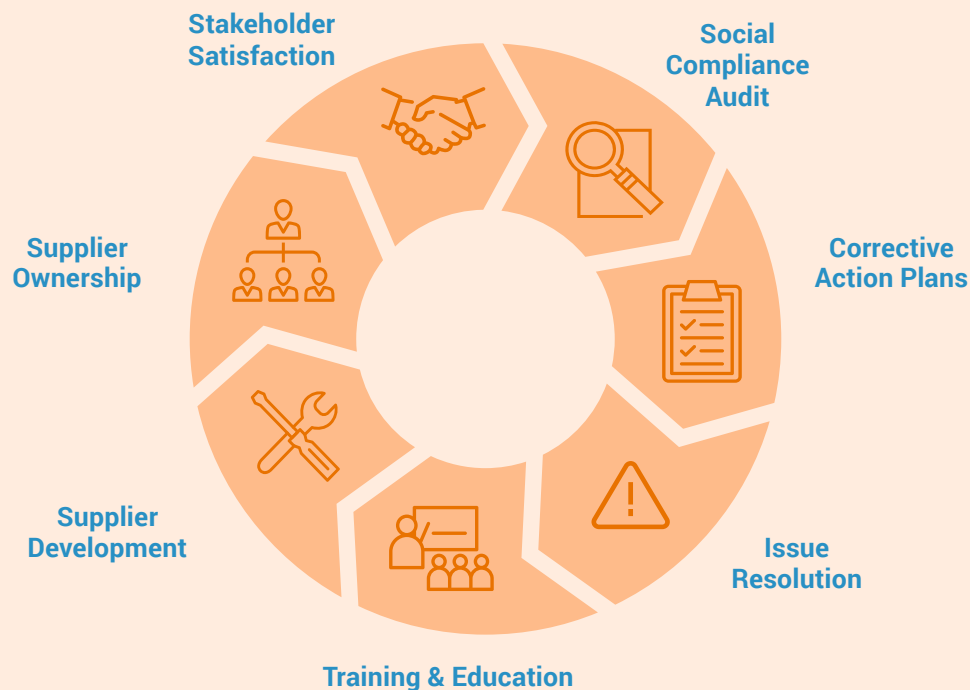 Stakeholder
Satisfaction
Social
Compliance
Audit
Corrective
Action Plans
Issue
Resolution
Training & Education
Supplier
Development
Supplier
Ownership